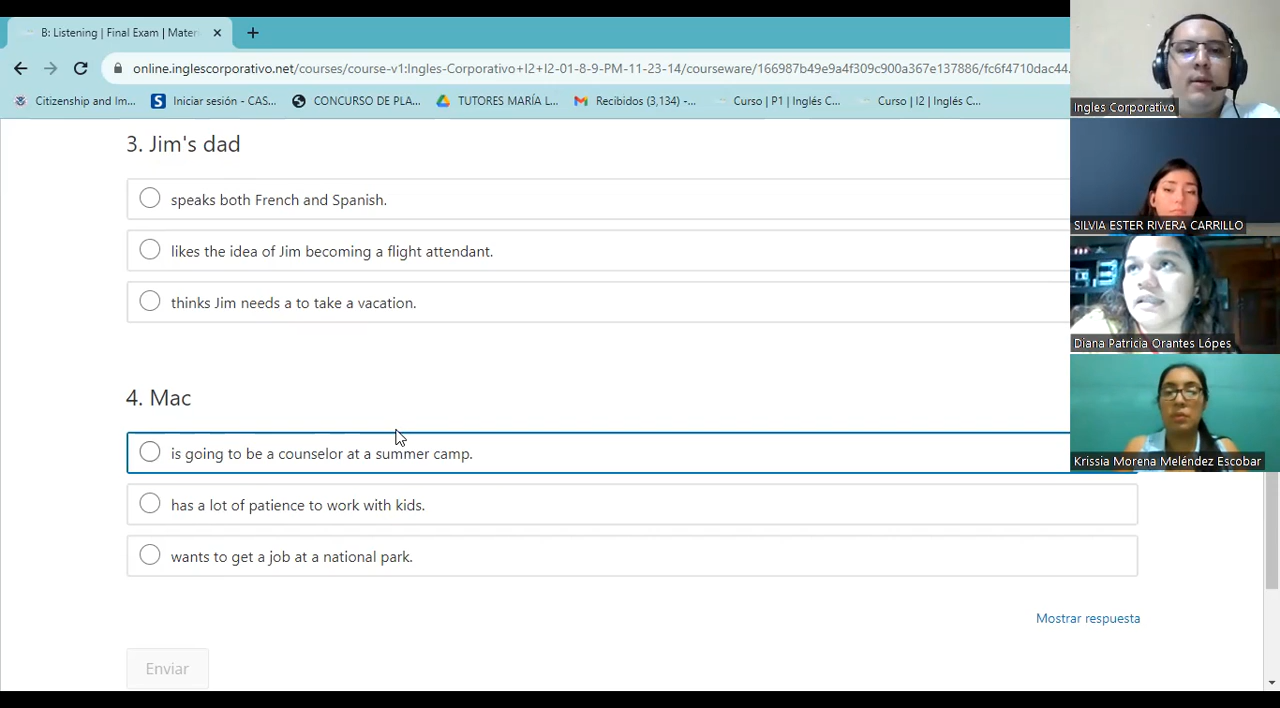 B: Listening | Final Exam | Mater
online.inglescorporativo.net/courses/course-v1:Ingles-Corporativo+I2+I2-01-8-9-PM-11-23-14/courseware/166987b49e9a4f309c900a367e137886/fc6f4710dac44.
Citizenship and Im... Iniciar sesión - CAS... CONCURSO DE PLA... TUTORES MARÍA L... Recibidos (3,134) -... Curso | P1 | Inglés C... Curso | I2 | Inglés C...
3. Jim's dad
speaks both French and Spanish.
likes the idea of Jim becoming a flight attendant.
thinks Jim needs a to take a vacation.
4. Mac
is going to be a counselor at a summer camp.
has a lot of patience to work with kids.
wants to get a job at a national park.
Mostrar respuesta
Enviar
Ingles Corporativo
SILVIA ESTER RIVERA CARRILLO
Diana Patricia Orantes Lópes
Krissia Morena Meléndez Escobar